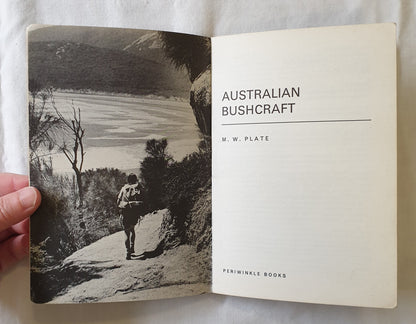 AUSTRALIAN
BUSHCRAFT
M. W. PLATE
PERIWINKLE BOOKS